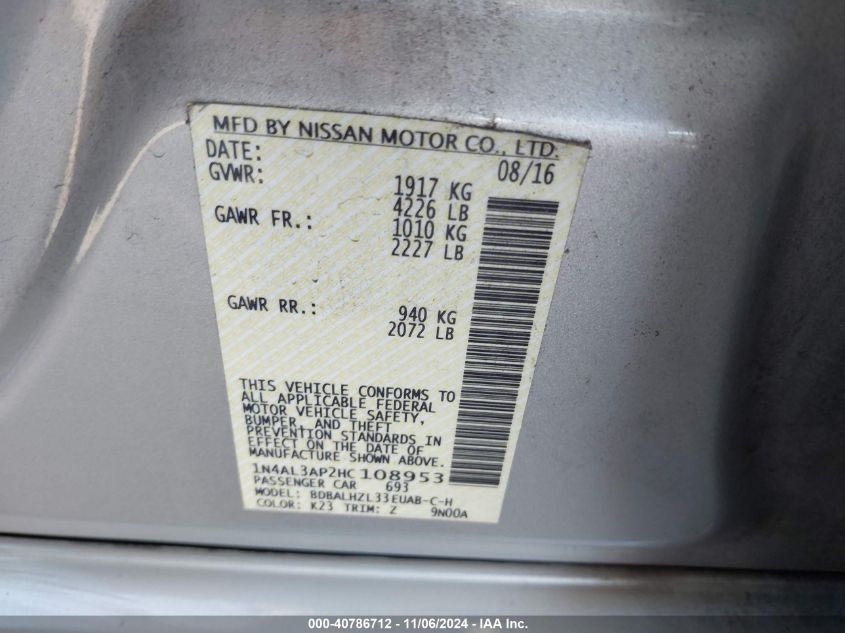 MFD BY NISSAN MOTOR CO., LTD.
DATE: 08/16
GVWR: 1917 KG
4226 LB
GAWR FR.: 1010 KG
2227 LB
GAWR RR.: 940 KG
2072 LB
THIS VEHICLE CONFORMS TO
ALL APPLICABLE FEDERAL
MOTOR VEHICLE SAFETY,
BUMPER, AND THEFT
PREVENTION STANDARDS IN
EFFECT ON THE DATE OF
MANUFACTURE SHOWN ABOVE.
1N4AL3AP2HC108953
PASSENGER CAR 693
MODEL: BDBALHZL33EUAB-C-H
COLOR: K23 TRIM: Z 9N00A
000-40786712 - 11/06/2024 - IAA Inc.